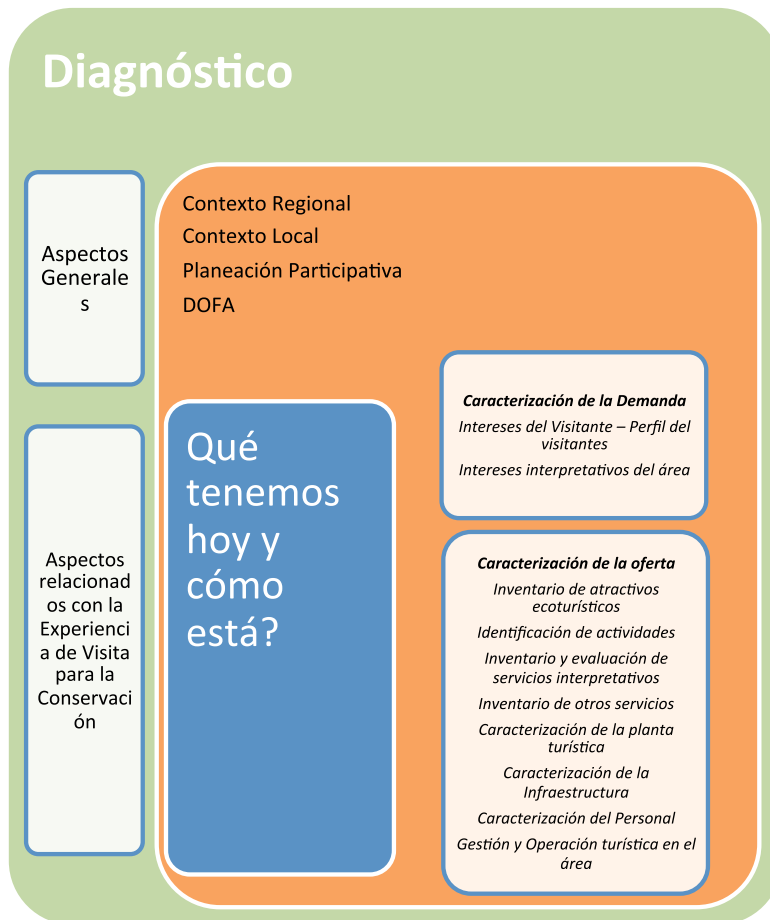 Diagnóstico
Aspectos
Generale
s
Contexto Regional
Contexto Local
Planeación Participativa
DOFA
Aspectos
relacionad
os con la
Experienci
a de Visita
para la
Conservaci
ón
Qué
tenemos
hoy y
cómo
está?
Caracterización de la Demanda
Intereses del Visitante – Perfil del
visitantes
Intereses interpretativos del área
Caracterización de la oferta
Inventario de atractivos
ecoturísticos
Identificación de actividades
Inventario y evaluación de
servicios interpretativos
Inventario de otros servicios
Caracterización de la planta
turística
Caracterización de la
Infraestructura
Caracterización del Personal
Gestión y Operación turística en el
área